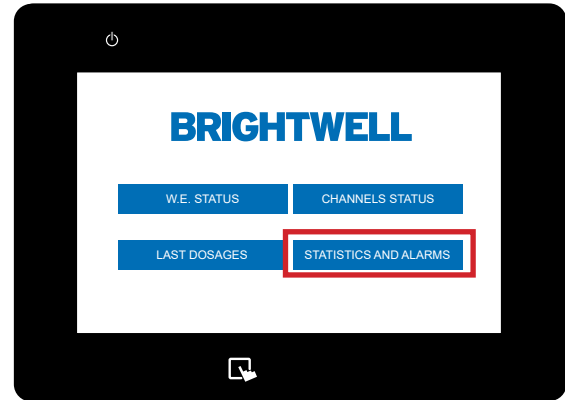 BRIGHTWELL
W.E. STATUS
CHANNELS STATUS
LAST DOSAGES
STATISTICS AND ALARMS